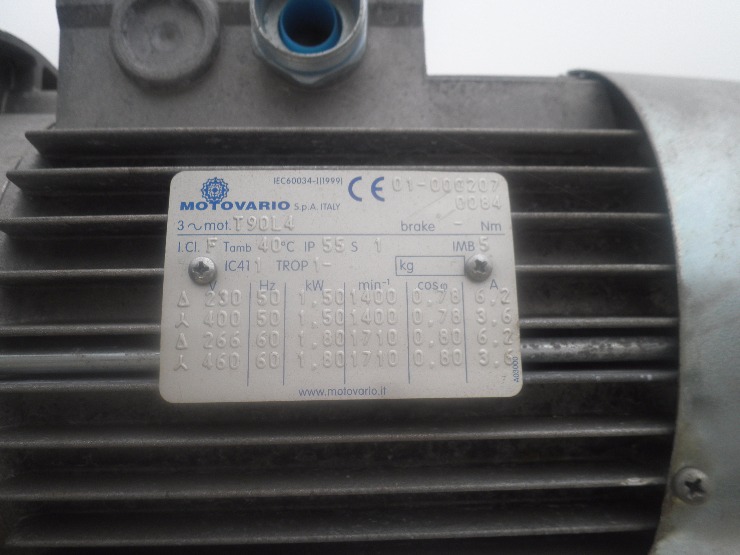 IEC60034-1(1999) CE 01-006207
MOTOVARIO S.p.A. ITALY 0084
3~mot. T90L4 brake - Nm
I.Cl. F Tamb 40°C IP 55 S 1 IMB 5
IC41 1 TROP 1- kg
V Hz kW min⁻¹ cosφ A
Δ 230 50 1,50 1400 0,78 6,2
⅄ 400 50 1,50 1400 0,78 3,6
Δ 266 60 1,80 1710 0,80 6,2
⅄ 460 60 1,80 1710 0,80 3,6
www.motovario.it